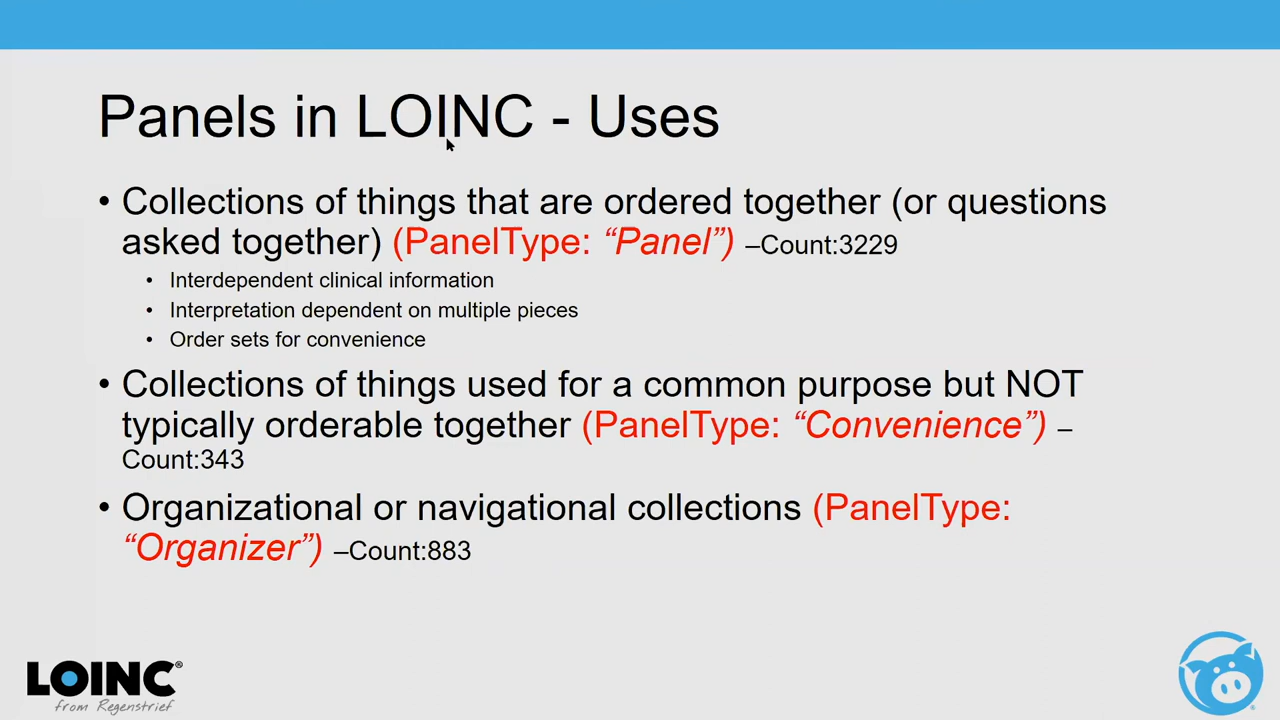 Panels in LOINC - Uses
• Collections of things that are ordered together (or questions
asked together) (PanelType: “Panel”) –Count:3229
• Interdependent clinical information
• Interpretation dependent on multiple pieces
• Order sets for convenience
• Collections of things used for a common purpose but NOT
typically orderable together (PanelType: “Convenience”) –
Count:343
• Organizational or navigational collections (PanelType:
“Organizer”) –Count:883
LOINC®
from Regenstrief